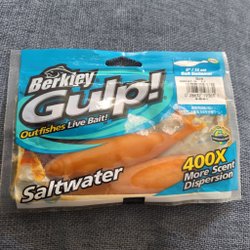 Berkley
Gulp!
Outfishes Live Bait!
Saltwater
400X
More Scent
Dispersion